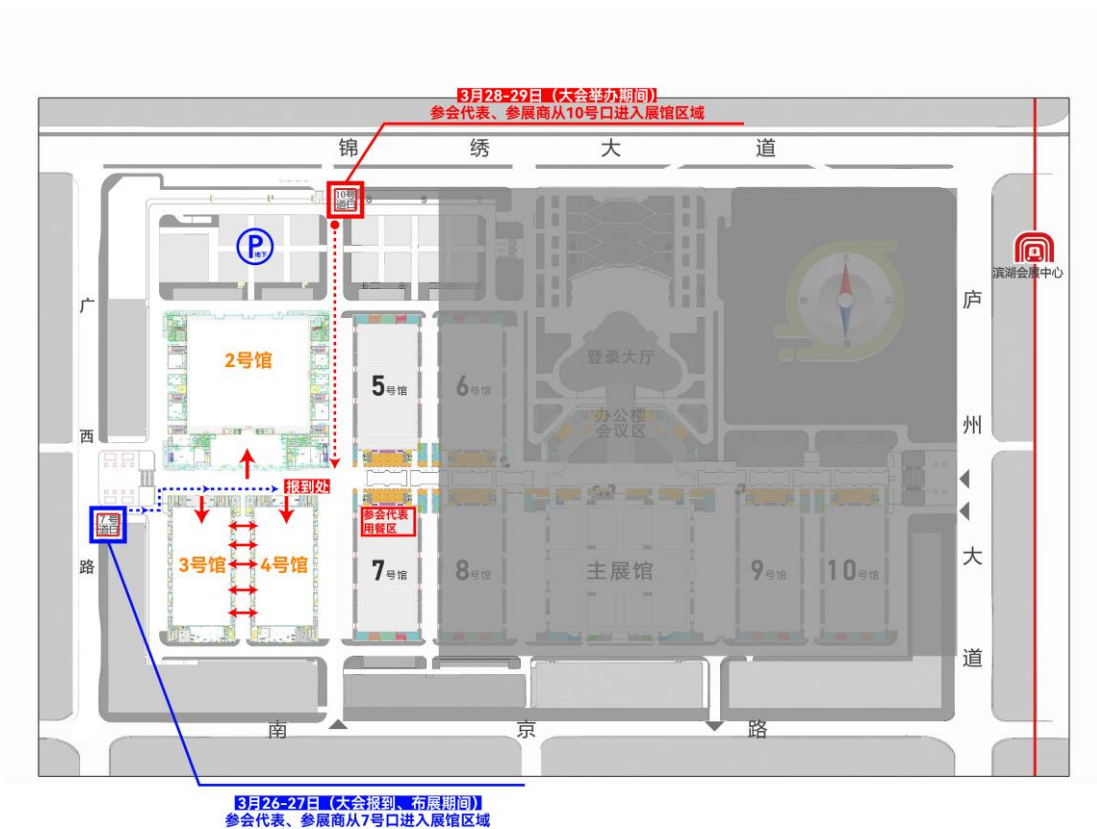 3月28-29日（大会举办期间）
参会代表、参展商从10号口进入展馆区域
锦绣大道
10号
道口
P
地下
滨湖会展中心
广西路
庐州大道
2号馆
5号馆
6号馆
登录大厅
办公楼
会议区
报到处
7号
道口
参会代表
用餐区
3号馆
4号馆
7号馆
8号馆
主展馆
9号馆
10号馆
南京路
3月26-27日（大会报到、布展期间）
参会代表、参展商从7号口进入展馆区域